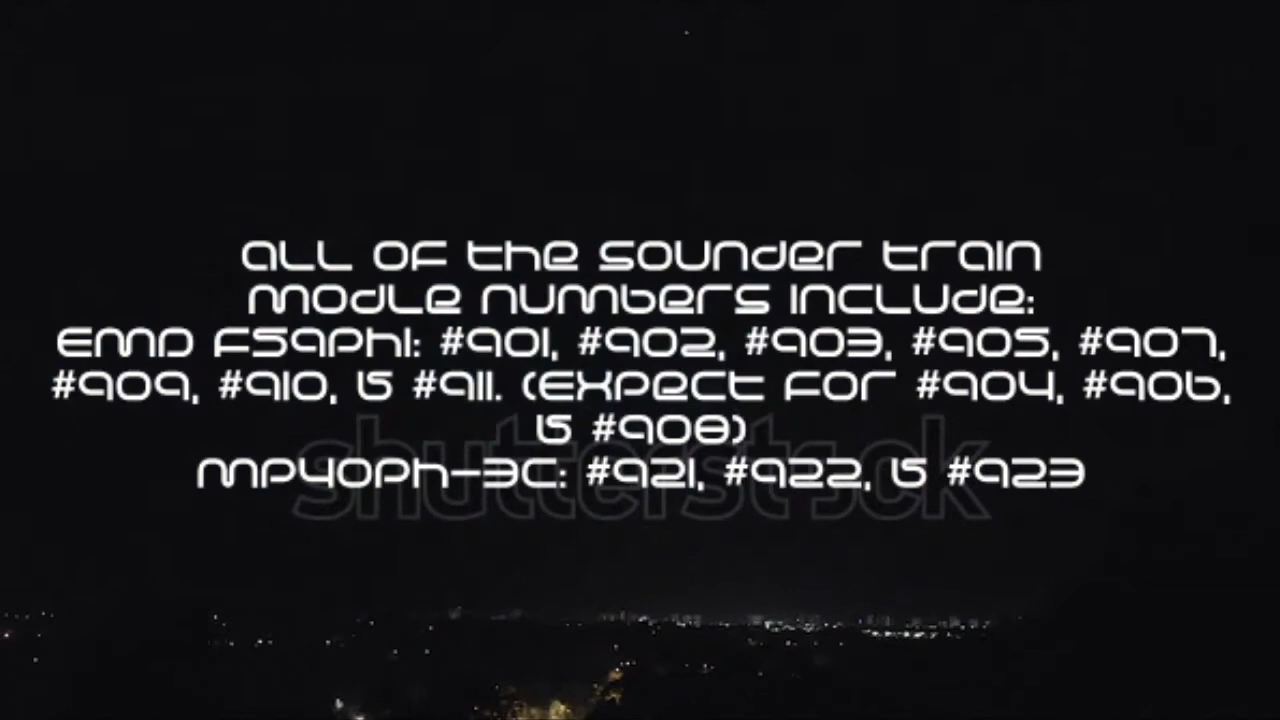 all of the sounder train
modle numbers include:
EMD F59PHI: #901, #902, #903, #905, #907,
#909, #910, & #911. (Expect for #904, #906,
& #908)
MP40PH-3C: #921, #922, & #923
shutterstock